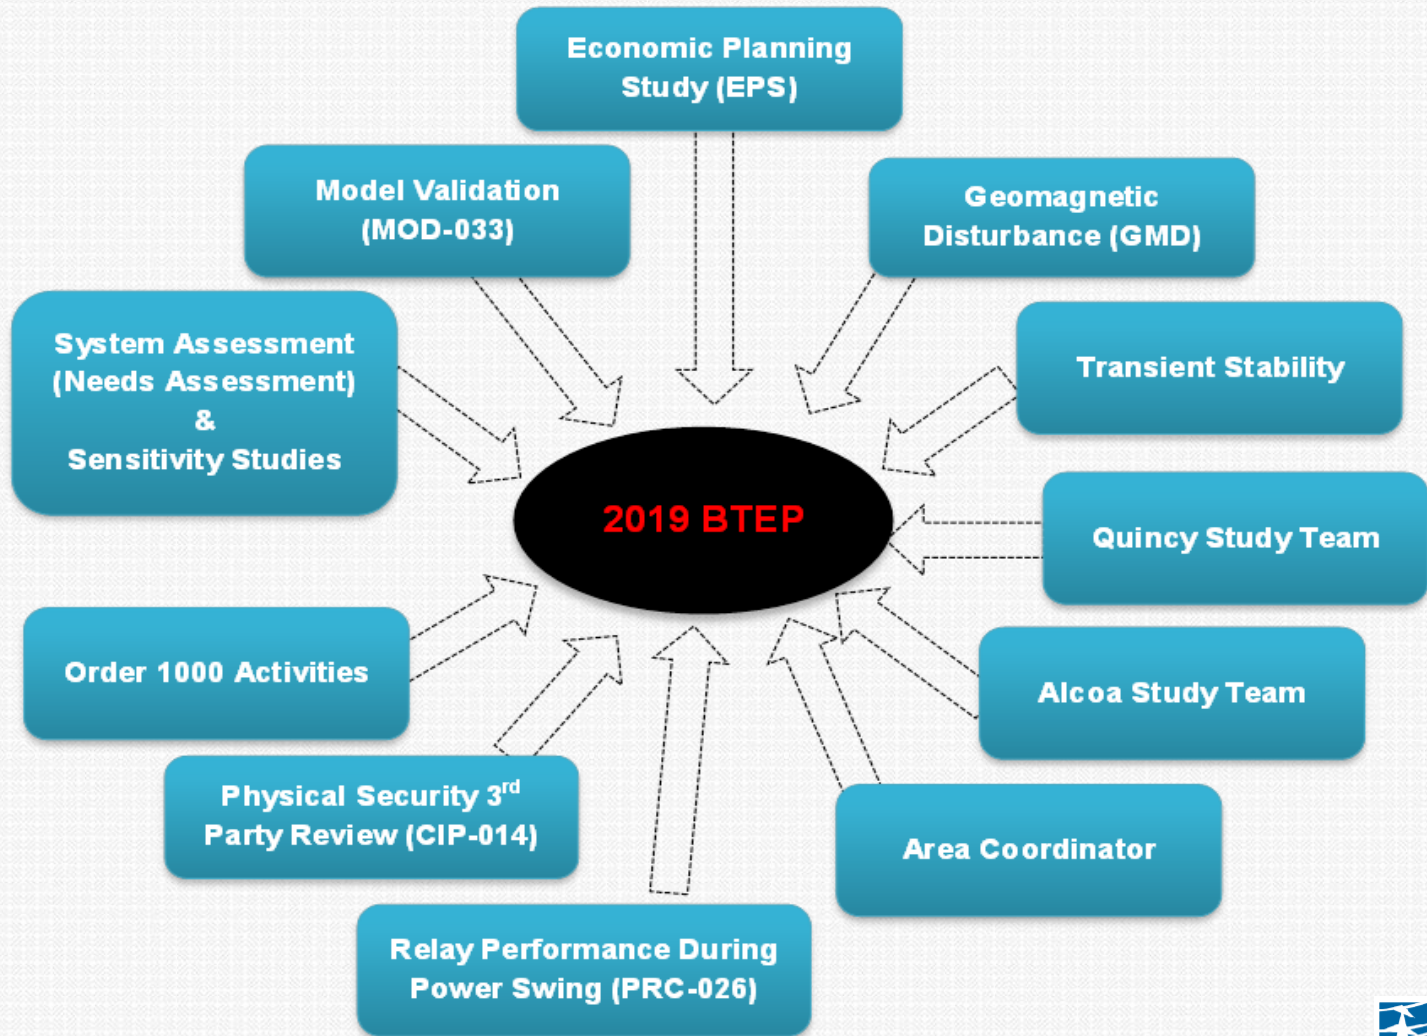 Economic Planning
Study (EPS)
Model Validation
(MOD-033)
Geomagnetic
Disturbance (GMD)
System Assessment
(Needs Assessment)
&
Sensitivity Studies
Transient Stability
2019 BTEP
Quincy Study Team
Order 1000 Activities
Alcoa Study Team
Physical Security 3rd
Party Review (CIP-014)
Area Coordinator
Relay Performance During
Power Swing (PRC-026)